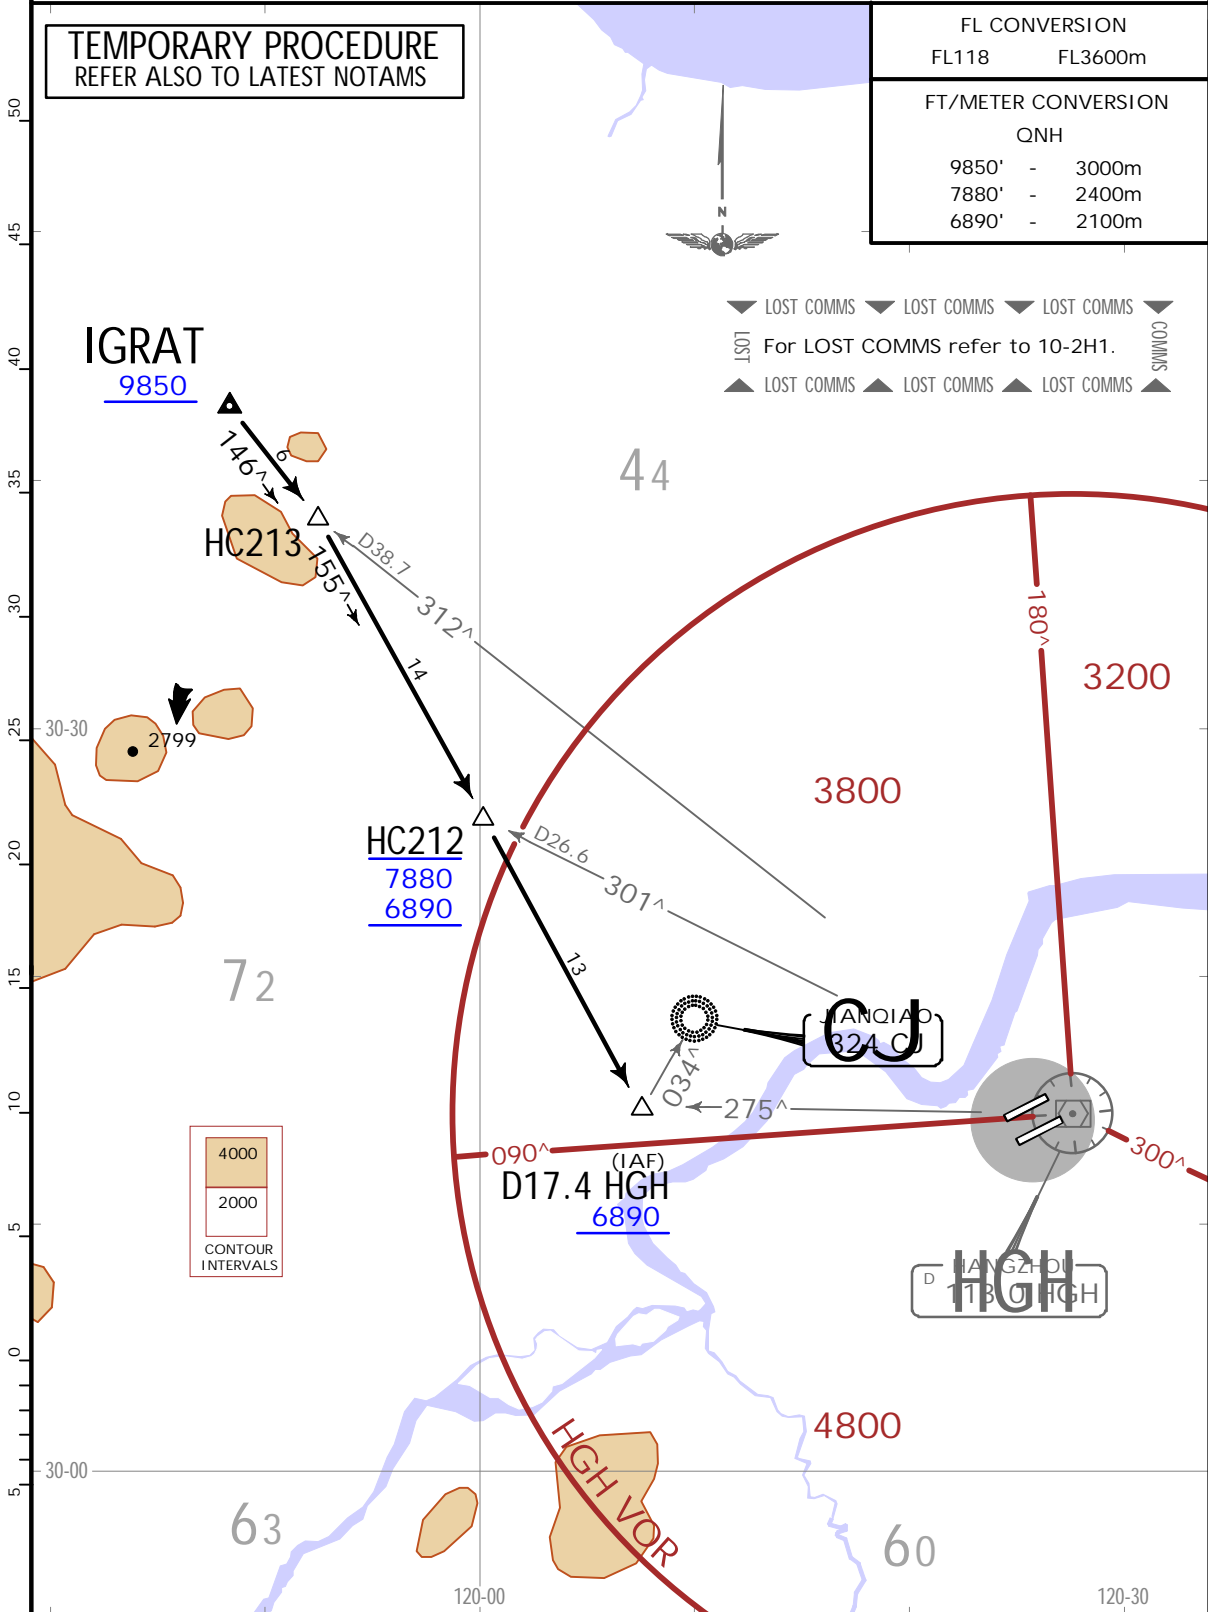 TEMPORARY PROCEDURE
REFER ALSO TO LATEST NOTAMS
FL CONVERSION
FL118 FL3600m
FT/METER CONVERSION
QNH
9850' - 3000m
7880' - 2400m
6890' - 2100m
N
LOST COMMS LOST COMMS LOST COMMS
LOST
For LOST COMMS refer to 10-2H1.
COMMS
LOST COMMS LOST COMMS LOST COMMS
50
45
40
35
30
25
20
15
10
5
0
5
IGRAT
9850
146^
6
44
HC213
155^
D38.7
312^
14
180^
3200
30-30
2799
3800
HC212
7880
6890
D26.6
301^
13
72
CJ
JIANQIAO
324 CJ
034^
275^
090^
(IAF)
D17.4 HGH
6890
300^
4000
2000
CONTOUR
INTERVALS
HGH
HANGZHOU
D 113.0 HGH
4800
HGH VOR
30-00
63
60
120-00
120-30